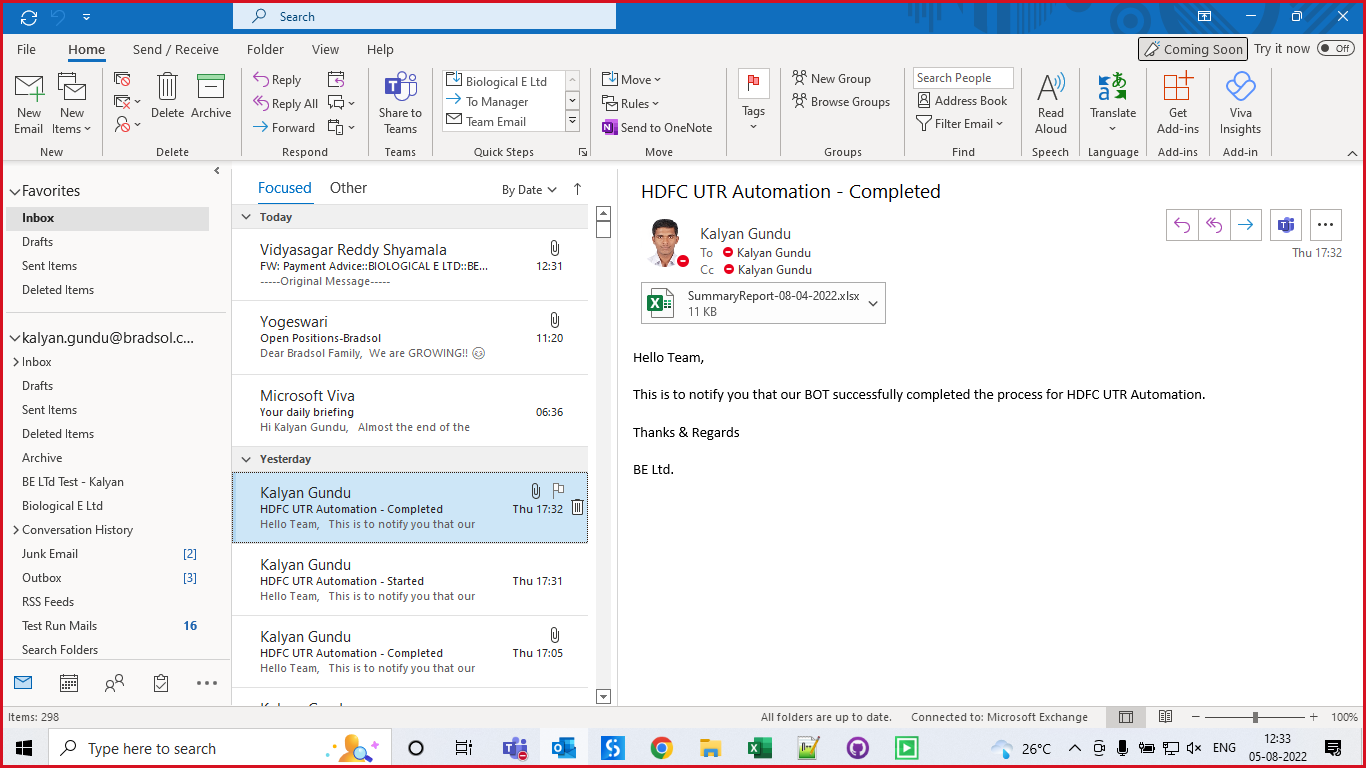 Search
File Home Send / Receive Folder View Help
Coming Soon Try it now Off
New Email
New Items
New
Delete
Archive
Delete
Reply
Reply All
Forward
Respond
Share to Teams
Teams
Biological E Ltd
To Manager
Team Email
Quick Steps
Move
Rules
Send to OneNote
Move
Tags
New Group
Browse Groups
Groups
Search People
Address Book
Filter Email
Find
Read Aloud
Speech
Translate
Language
Get Add-ins
Add-ins
Viva Insights
Add-in
Favorites
Inbox
Drafts
Sent Items
Deleted Items
kalyan.gundu@bradsol.c...
Inbox
Drafts
Sent Items
Deleted Items
Archive
BE LTd Test - Kalyan
Biological E Ltd
Conversation History
Junk Email [2]
Outbox [3]
RSS Feeds
Test Run Mails 16
Search Folders
Focused Other By Date
Today
Vidyasagar Reddy Shyamala
FW: Payment Advice::BIOLOGICAL E LTD::BE... 12:31
-----Original Message-----
Yogeswari
Open Positions-Bradsol 11:20
Dear Bradsol Family, We are GROWING!!
Microsoft Viva
Your daily briefing 06:36
Hi Kalyan Gundu, Almost the end of the
Yesterday
Kalyan Gundu
HDFC UTR Automation - Completed Thu 17:32
Hello Team, This is to notify you that our
Kalyan Gundu
HDFC UTR Automation - Started Thu 17:31
Hello Team, This is to notify you that our
Kalyan Gundu
HDFC UTR Automation - Completed Thu 17:05
Hello Team, This is to notify you that our
HDFC UTR Automation - Completed
Kalyan Gundu
To Kalyan Gundu
Cc Kalyan Gundu
Thu 17:32
SummaryReport-08-04-2022.xlsx
11 KB
Hello Team,
This is to notify you that our BOT successfully completed the process for HDFC UTR Automation.
Thanks & Regards
BE Ltd.
Items: 298 All folders are up to date. Connected to: Microsoft Exchange 100%
Type here to search 26°C ENG 12:33
05-08-2022